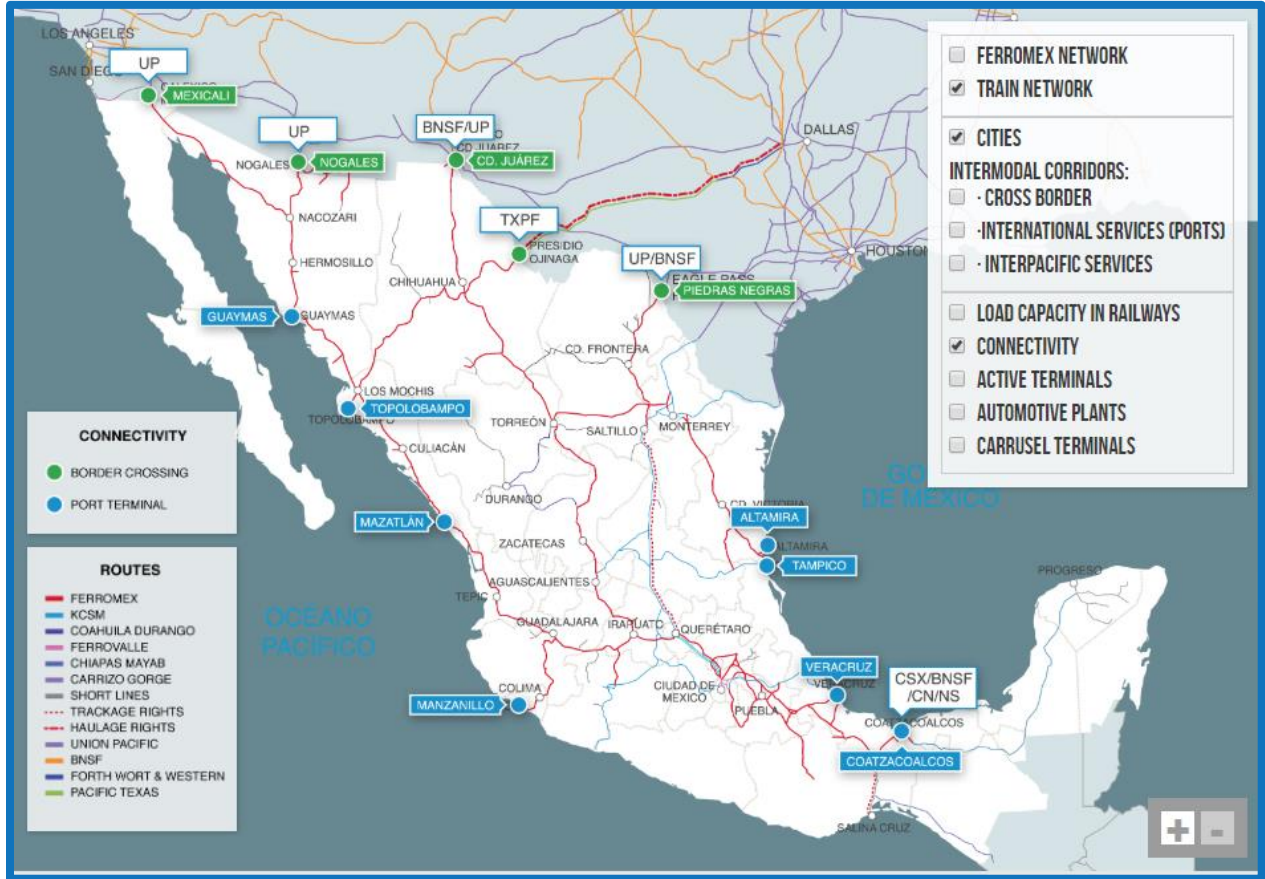 LOS ANGELES
UP
SAN DIEGO
MEXICALI
UP
NOGALES
NOGALES
BNSF/UP
CD JUAREZ
CD. JUÁREZ
DALLAS
NACOZARI
TXPF
PRESIDIO
OJINAGA
UP/BNSF
EAGLE PASS
PIEDRAS NEGRAS
HOUSTON
HERMOSILLO
CHIHUAHUA
GUAYMAS
GUAYMAS
CD. FRONTERA
LOS MOCHIS
TOPOLOBAMPO
TOPOLOBAMPO
TORREÓN
SALTILLO
MONTERREY
CULIACÁN
DURANGO
CD. VICTORIA
GOLFO
DE MEXICO
MAZATLÁN
ZACATECAS
ALTAMIRA
ALTAMIRA
TAMPICO
AGUASCALIENTES
TEPIC
OCEANO
PACÍFICO
GUADALAJARA
IRAPUATO
QUERÉTARO
PROGRESO
COLIMA
MANZANILLO
CIUDAD DE
MEXICO
PUEBLA
VERACRUZ
VERACRUZ
CSX/BNSF
/CN/NS
COATZACOALCOS
COATZACOALCOS
SALINA CRUZ
FERROMEX NETWORK
TRAIN NETWORK
CITIES
INTERMODAL CORRIDORS:
· CROSS BORDER
·INTERNATIONAL SERVICES (PORTS)
· INTERPACIFIC SERVICES
LOAD CAPACITY IN RAILWAYS
CONNECTIVITY
ACTIVE TERMINALS
AUTOMOTIVE PLANTS
CARRUSEL TERMINALS
CONNECTIVITY
BORDER CROSSING
PORT TERMINAL
ROUTES
FERROMEX
KCSM
COAHUILA DURANGO
FERROVALLE
CHIAPAS MAYAB
CARRIZO GORGE
SHORT LINES
TRACKAGE RIGHTS
HAULAGE RIGHTS
UNION PACIFIC
BNSF
FORTH WORT & WESTERN
PACIFIC TEXAS
+
-